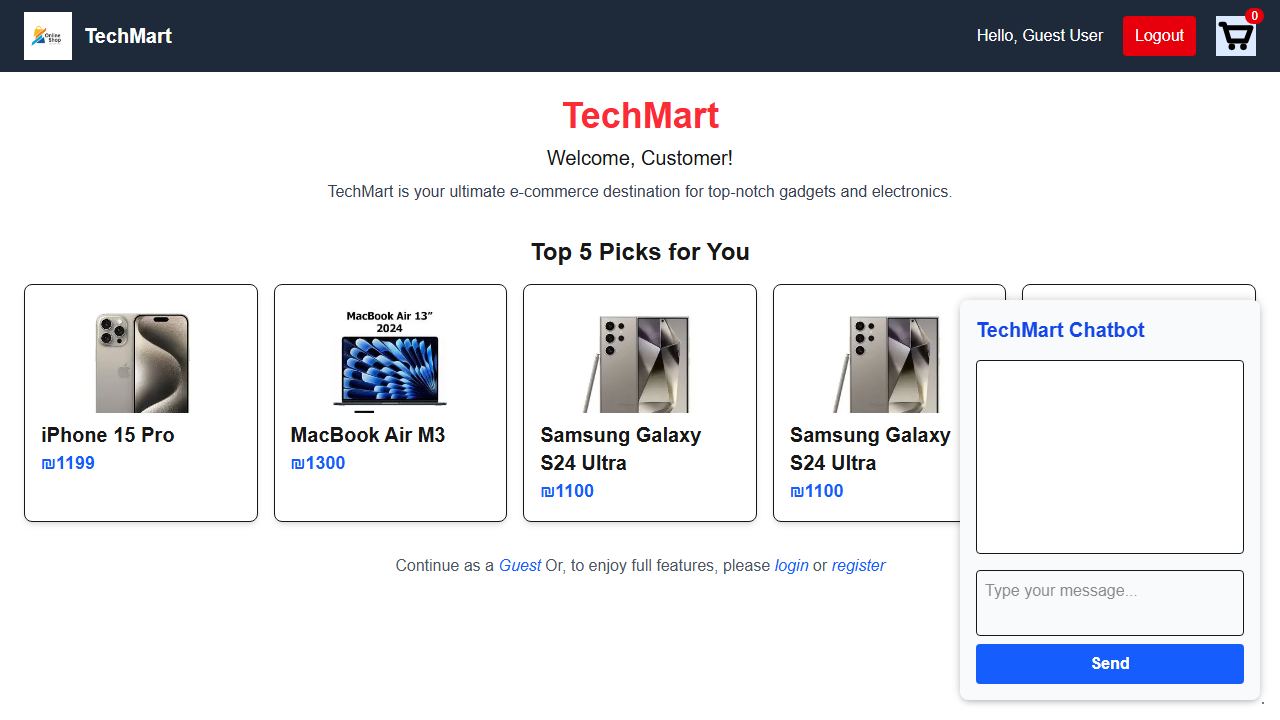 Online
Shop
TechMart
Hello, Guest User
Logout
0
TechMart
Welcome, Customer!
TechMart is your ultimate e-commerce destination for top-notch gadgets and electronics.
Top 5 Picks for You
iPhone 15 Pro
₪1199
MacBook Air 13”
2024
MacBook Air M3
₪1300
Samsung Galaxy
S24 Ultra
₪1100
Samsung Galaxy
S24 Ultra
₪1100
Continue as a Guest Or, to enjoy full features, please login or register
TechMart Chatbot
Type your message...
Send
.